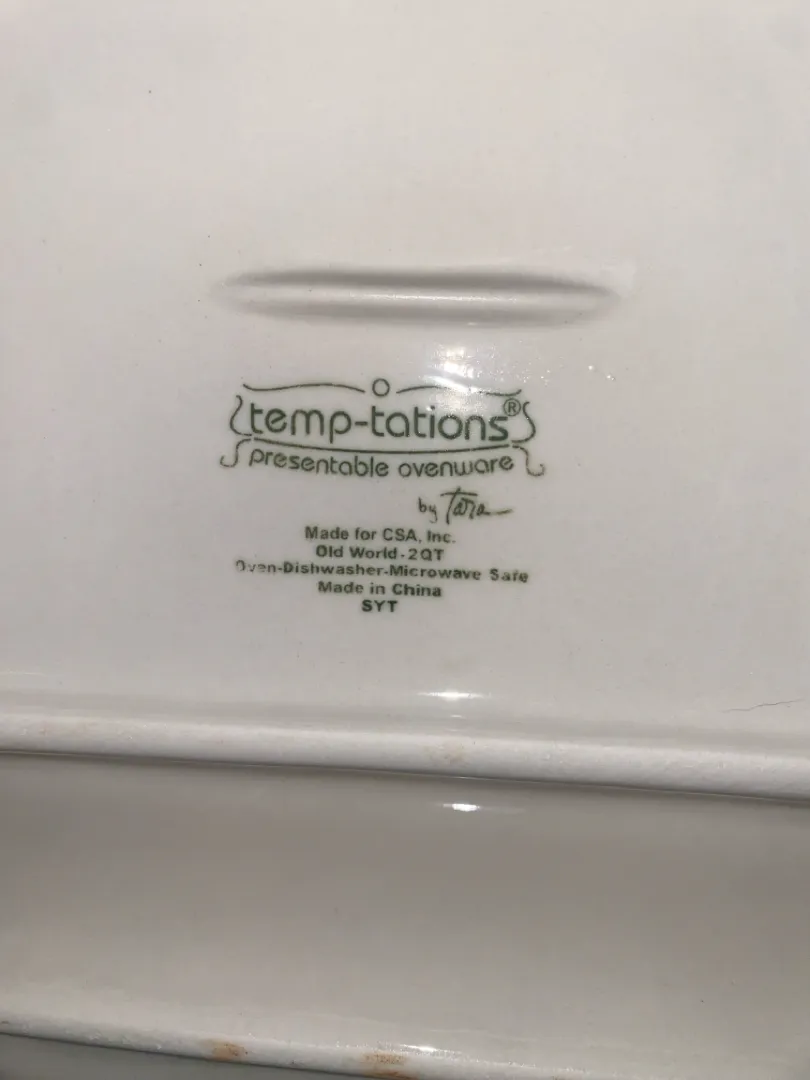 temp-tations®
presentable ovenware
by Tara
Made for CSA, Inc.
Old World-2QT
Oven-Dishwasher-Microwave Safe
Made in China
SYT